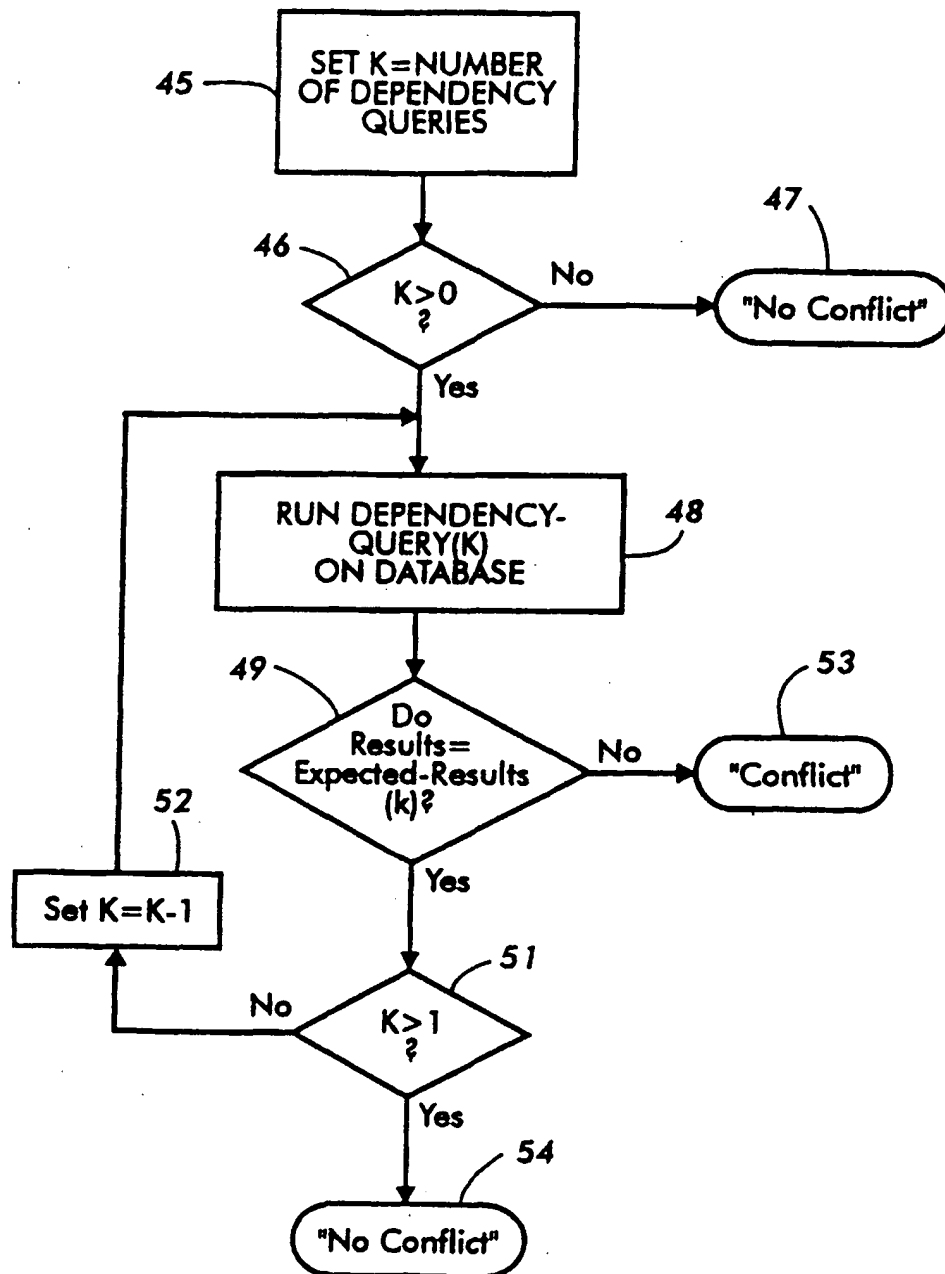 45
SET K=NUMBER
OF DEPENDENCY
QUERIES
46
K>0
?
No
47
"No Conflict"
Yes
RUN DEPENDENCY-
QUERY(K)
ON DATABASE
48
49
Do
Results=
Expected-Results
(k)?
No
53
"Conflict"
52
Set K=K-1
Yes
51
No
K>1
?
Yes
54
"No Conflict"